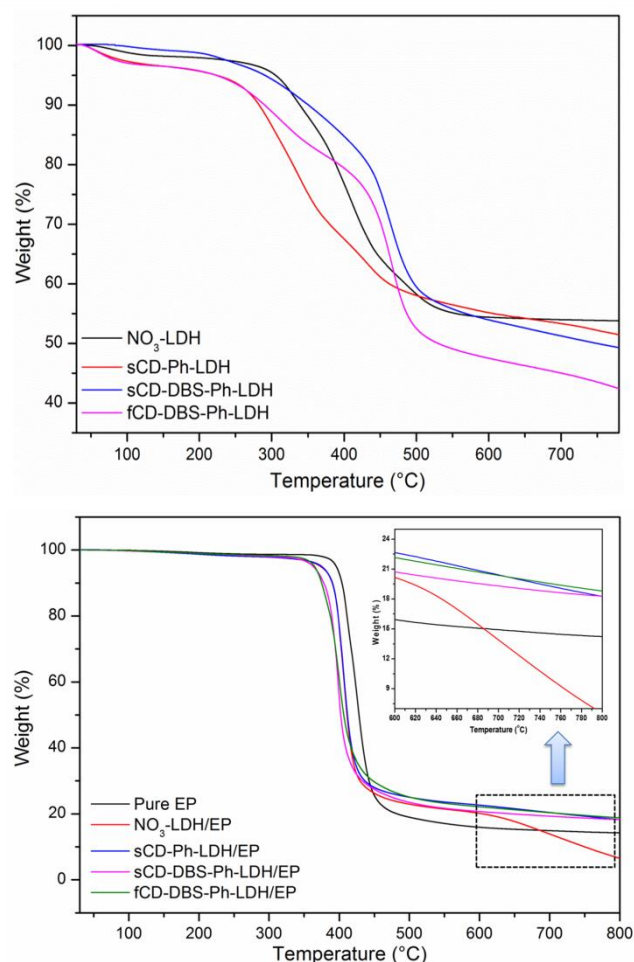 100
90
80
70
60
50
40
Weight (%)
NO3-LDH
sCD-Ph-LDH
sCD-DBS-Ph-LDH
fCD-DBS-Ph-LDH
100 200 300 400 500 600 700
Temperature (°C)
100
80
60
40
20
0
Weight (%)
24
21
18
15
12
9
Weight (%)
600 620 640 660 680 700 720 740 760 780 800
Temperature (°C)
Pure EP
NO3-LDH/EP
sCD-Ph-LDH/EP
sCD-DBS-Ph-LDH/EP
fCD-DBS-Ph-LDH/EP
100 200 300 400 500 600 700 800
Temperature (°C)